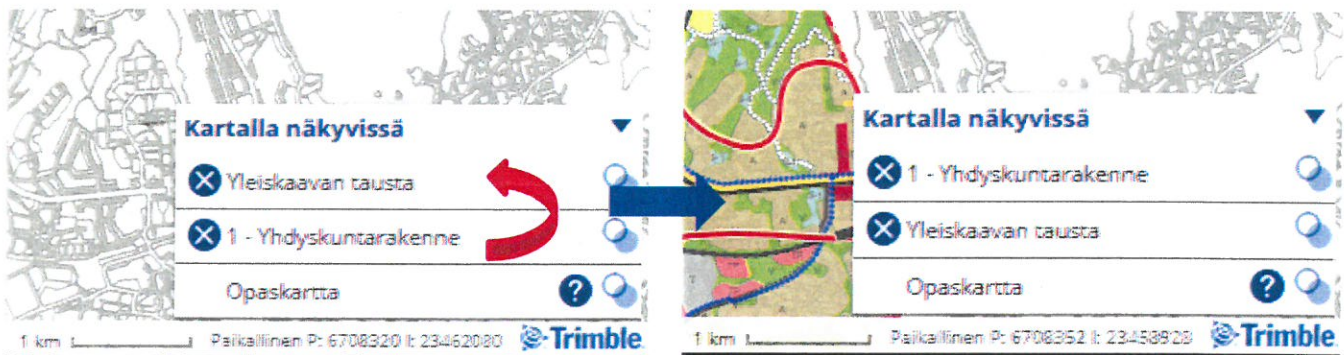 Kartalla näkyvissä
Yleiskaavan tausta
1 - Yhdyskuntarakenne
Opaskartta
?
1 km
Paikallinen P: 6708320 I: 23462080
Trimble
Kartalla näkyvissä
1 - Yhdyskuntarakenne
Yleiskaavan tausta
Opaskartta
?
1 km
Paikallinen P: 6708352 I: 23458928
Trimble